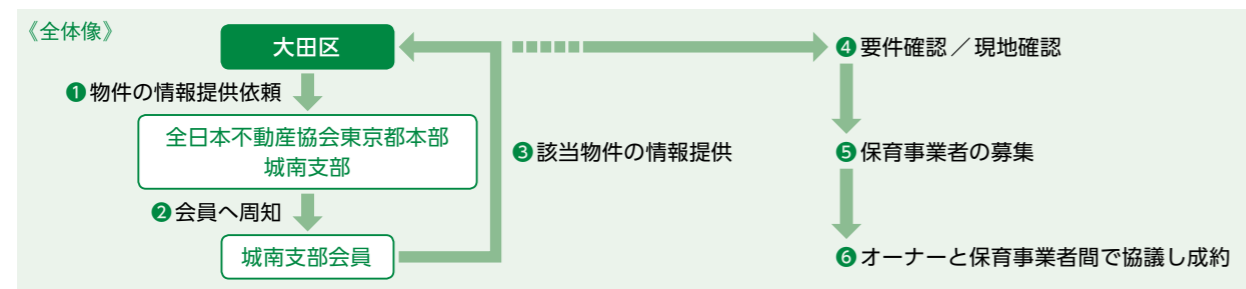 《全体像》
大田区
❶物件の情報提供依頼
全日本不動産協会東京都本部
城南支部
❷会員へ周知
城南支部会員
❸該当物件の情報提供
❹要件確認／現地確認
❺保育事業者の募集
❻オーナーと保育事業者間で協議し成約